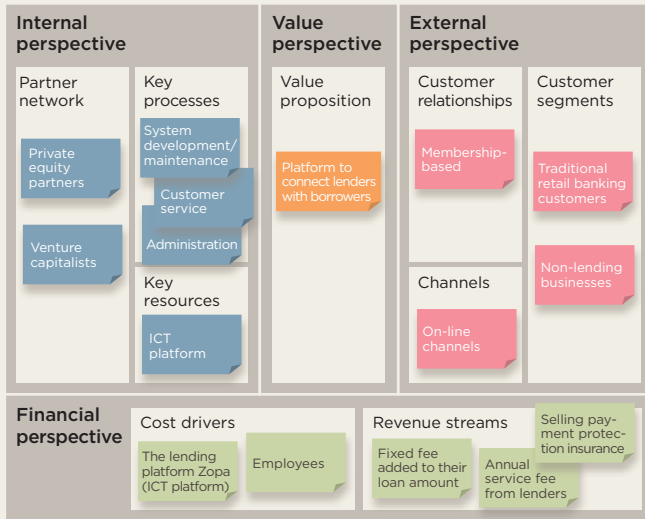 Internal
perspective
Partner
network
Private
equity
partners
Venture
capitalists
Key
processes
System
development/
maintenance
Customer
service
Administration
Key
resources
ICT
platform
Value
perspective
Value
proposition
Platform to
connect lenders
with borrowers
External
perspective
Customer
relationships
Membership-
based
Channels
On-line
channels
Customer
segments
Traditional
retail banking
customers
Non-lending
businesses
Financial
perspective
Cost drivers
The lending
platform Zopa
(ICT platform)
Employees
Revenue streams
Fixed fee
added to their
loan amount
Annual
service fee
from lenders
Selling pay-
ment protec-
tion insurance